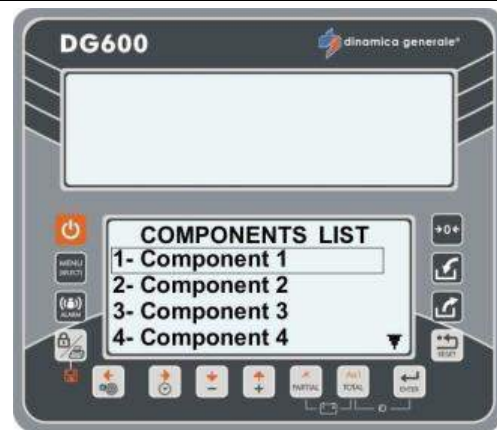 DG600
dinamica generale®
COMPONENTS LIST
1- Component 1
2- Component 2
3- Component 3
4- Component 4
→0←
MENU
ALARM
RESET
PARTIAL
TOTAL
ENTER